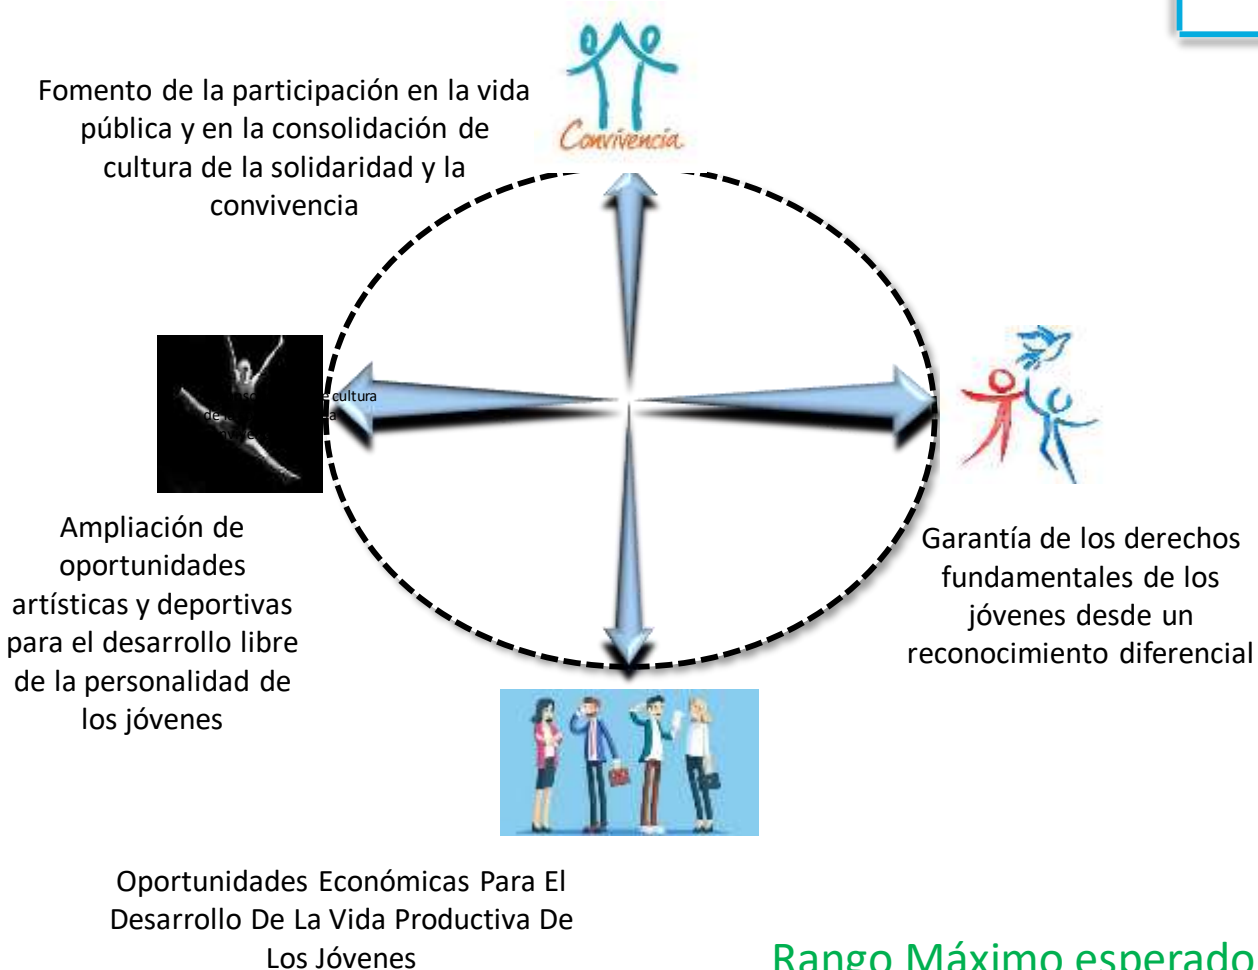 Convivencia
Fomento de la participación en la vida
pública y en la consolidación de
cultura de la solidaridad y la
convivencia
cultura
Ampliación de
oportunidades
artísticas y deportivas
para el desarrollo libre
de la personalidad de
los jóvenes
Garantía de los derechos
fundamentales de los
jóvenes desde un
reconocimiento diferencial
Oportunidades Económicas Para El
Desarrollo De La Vida Productiva De
Los Jóvenes
Rango Máximo esperado